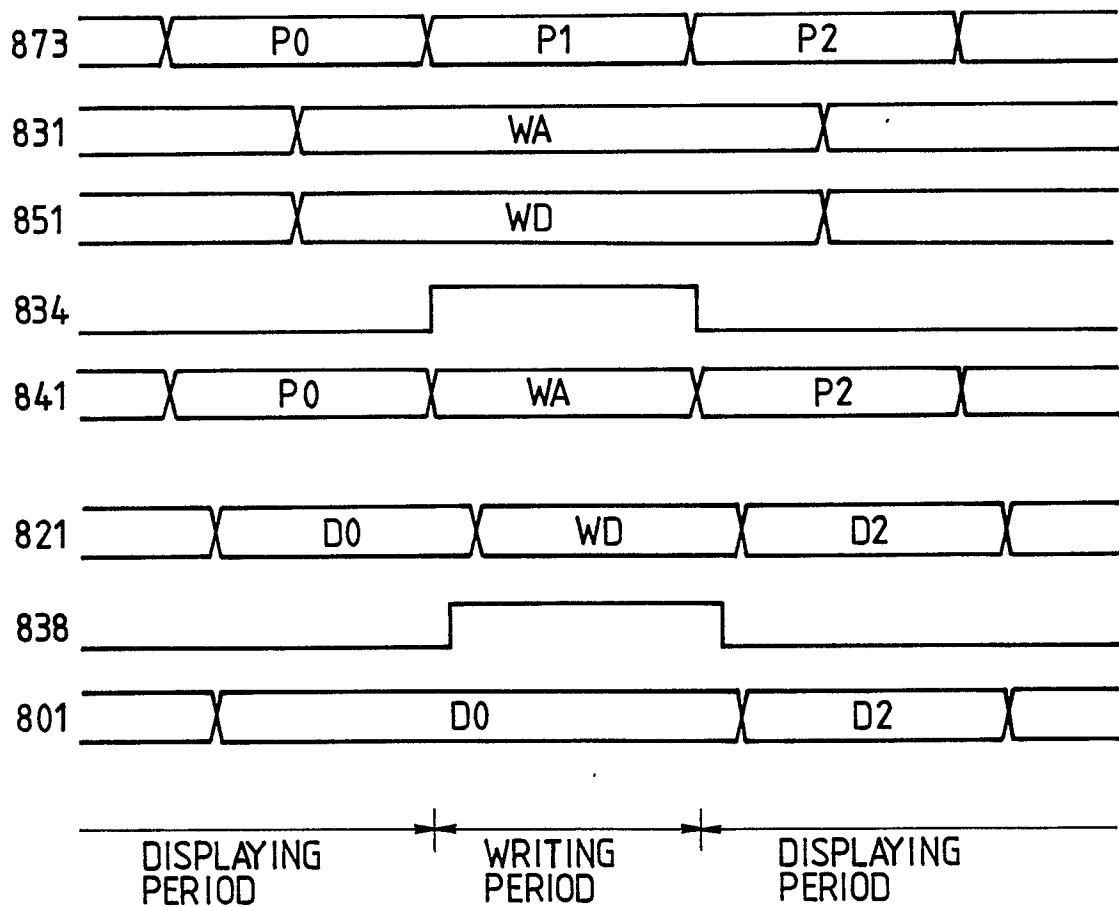 873 P0 P1 P2
831 WA
851 WD
834
841 P0 WA P2
821 D0 WD D2
838
801 D0 D2
DISPLAYING WRITING DISPLAYING
PERIOD PERIOD PERIOD